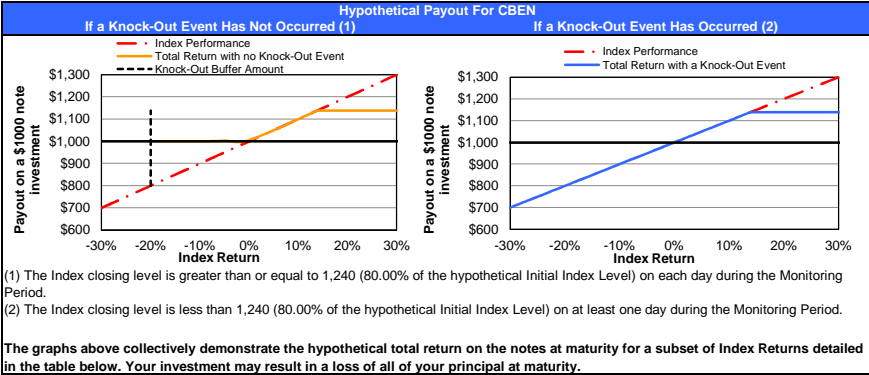 Hypothetical Payout For CBEN
If a Knock-Out Event Has Not Occurred (1)
If a Knock-Out Event Has Occurred (2)
Index Performance
Total Return with no Knock-Out Event
Knock-Out Buffer Amount
Payout on a $1000 note
investment
$1,300
$1,200
$1,100
$1,000
$900
$800
$700
$600
-30%
-20%
-10%
0%
10%
20%
30%
Index Return
Index Performance
Total Return with a Knock-Out Event
Payout on a $1000 note
investment
$1,300
$1,200
$1,100
$1,000
$900
$800
$700
$600
-30%
-20%
-10%
0%
10%
20%
30%
Index Return
(1) The Index closing level is greater than or equal to 1,240 (80.00% of the hypothetical Initial Index Level) on each day during the Monitoring
Period.
(2) The Index closing level is less than 1,240 (80.00% of the hypothetical Initial Index Level) on at least one day during the Monitoring Period.
The graphs above collectively demonstrate the hypothetical total return on the notes at maturity for a subset of Index Returns detailed
in the table below. Your investment may result in a loss of all of your principal at maturity.